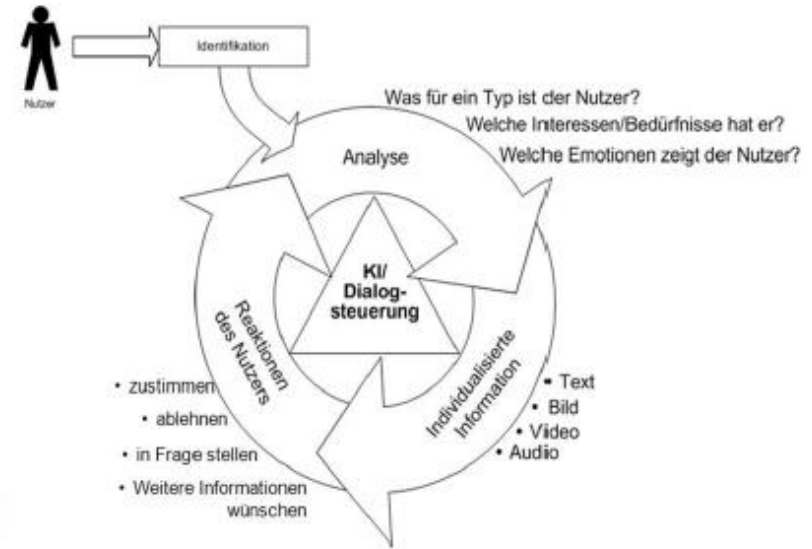 Nutzer
Identifikation
Was für ein Typ ist der Nutzer?
Welche Interessen/Bedürfnisse hat er?
Welche Emotionen zeigt der Nutzer?
Analyse
KI/
Dialog-
steuerung
Individualisierte
Information
• Text
• Bild
• Video
• Audio
Reaktionen
des Nutzers
• zustimmen
• ablehnen
• in Frage stellen
• Weitere Informationen
wünschen